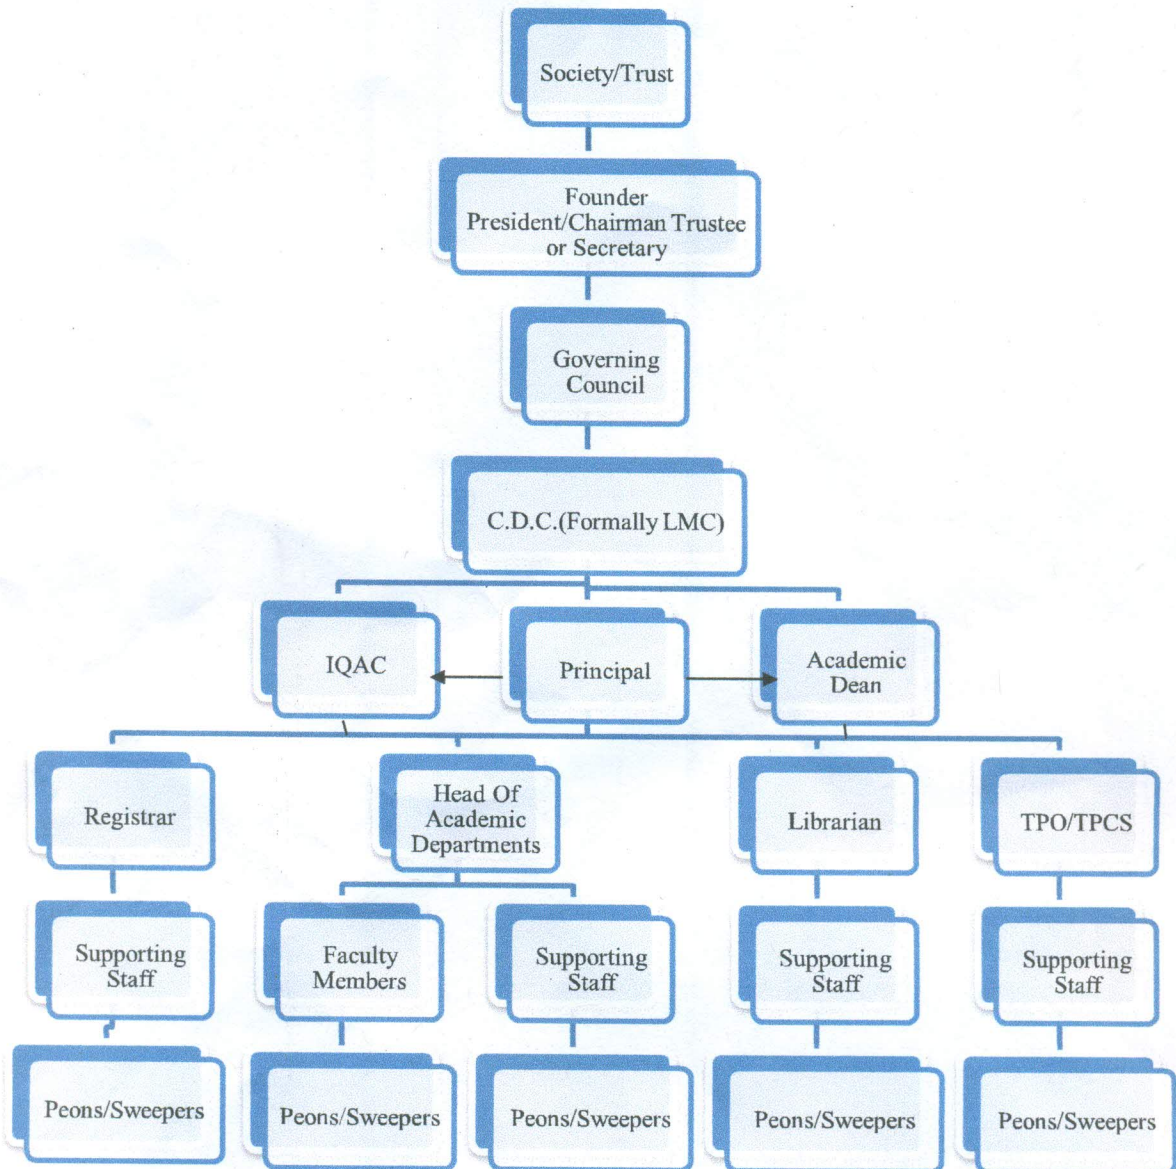 Society/Trust
Founder
President/Chairman Trustee
or Secretary
Governing
Council
C.D.C.(Formally LMC)
IQAC
Principal
Academic
Dean
Registrar
Head Of
Academic
Departments
Librarian
TPO/TPCS
Supporting
Staff
Faculty
Members
Supporting
Staff
Supporting
Staff
Supporting
Staff
Peons/Sweepers
Peons/Sweepers
Peons/Sweepers
Peons/Sweepers
Peons/Sweepers